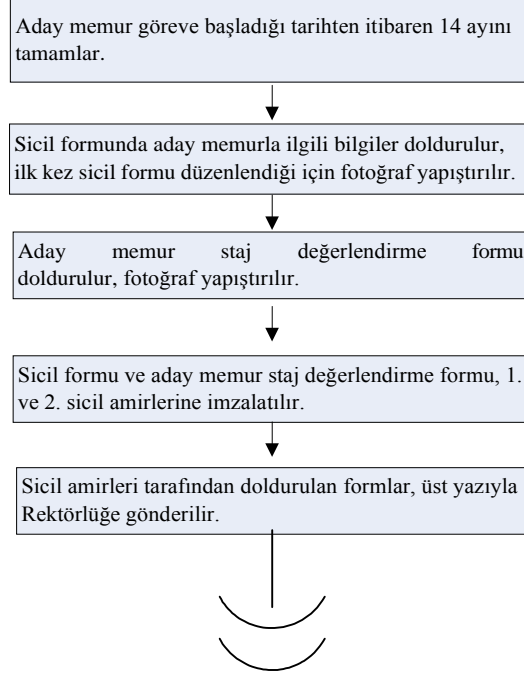 Aday memur göreve başladığı tarihten itibaren 14 ayını
tamamlar.
Sicil formunda aday memurla ilgili bilgiler doldurulur,
ilk kez sicil formu düzenlendiği için fotoğraf yapıştırılır.
Aday memur staj değerlendirme formu
doldurulur, fotoğraf yapıştırılır.
Sicil formu ve aday memur staj değerlendirme formu, 1.
ve 2. sicil amirlerine imzalatılır.
Sicil amirleri tarafından doldurulan formlar, üst yazıyla
Rektörlüğe gönderilir.